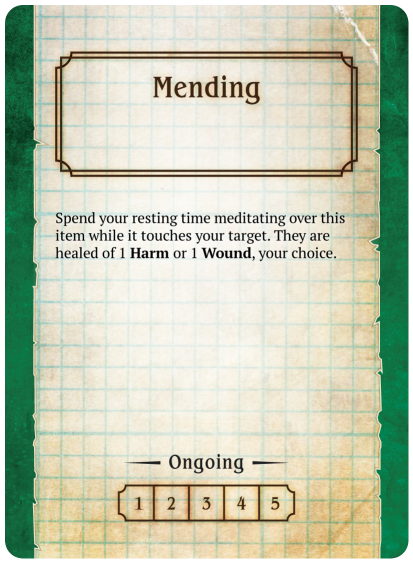 Mending
Spend your resting time meditating over this
item while it touches your target. They are
healed of 1 Harm or 1 Wound, your choice.
Ongoing
1 2 3 4 5